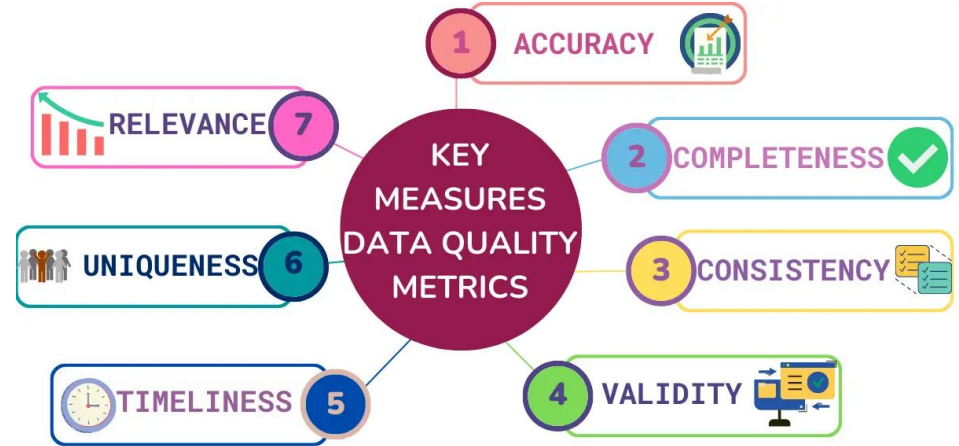 KEY
MEASURES
DATA QUALITY
METRICS
1
ACCURACY
2
COMPLETENESS
3
CONSISTENCY
4
VALIDITY
5
TIMELINESS
6
UNIQUENESS
7
RELEVANCE